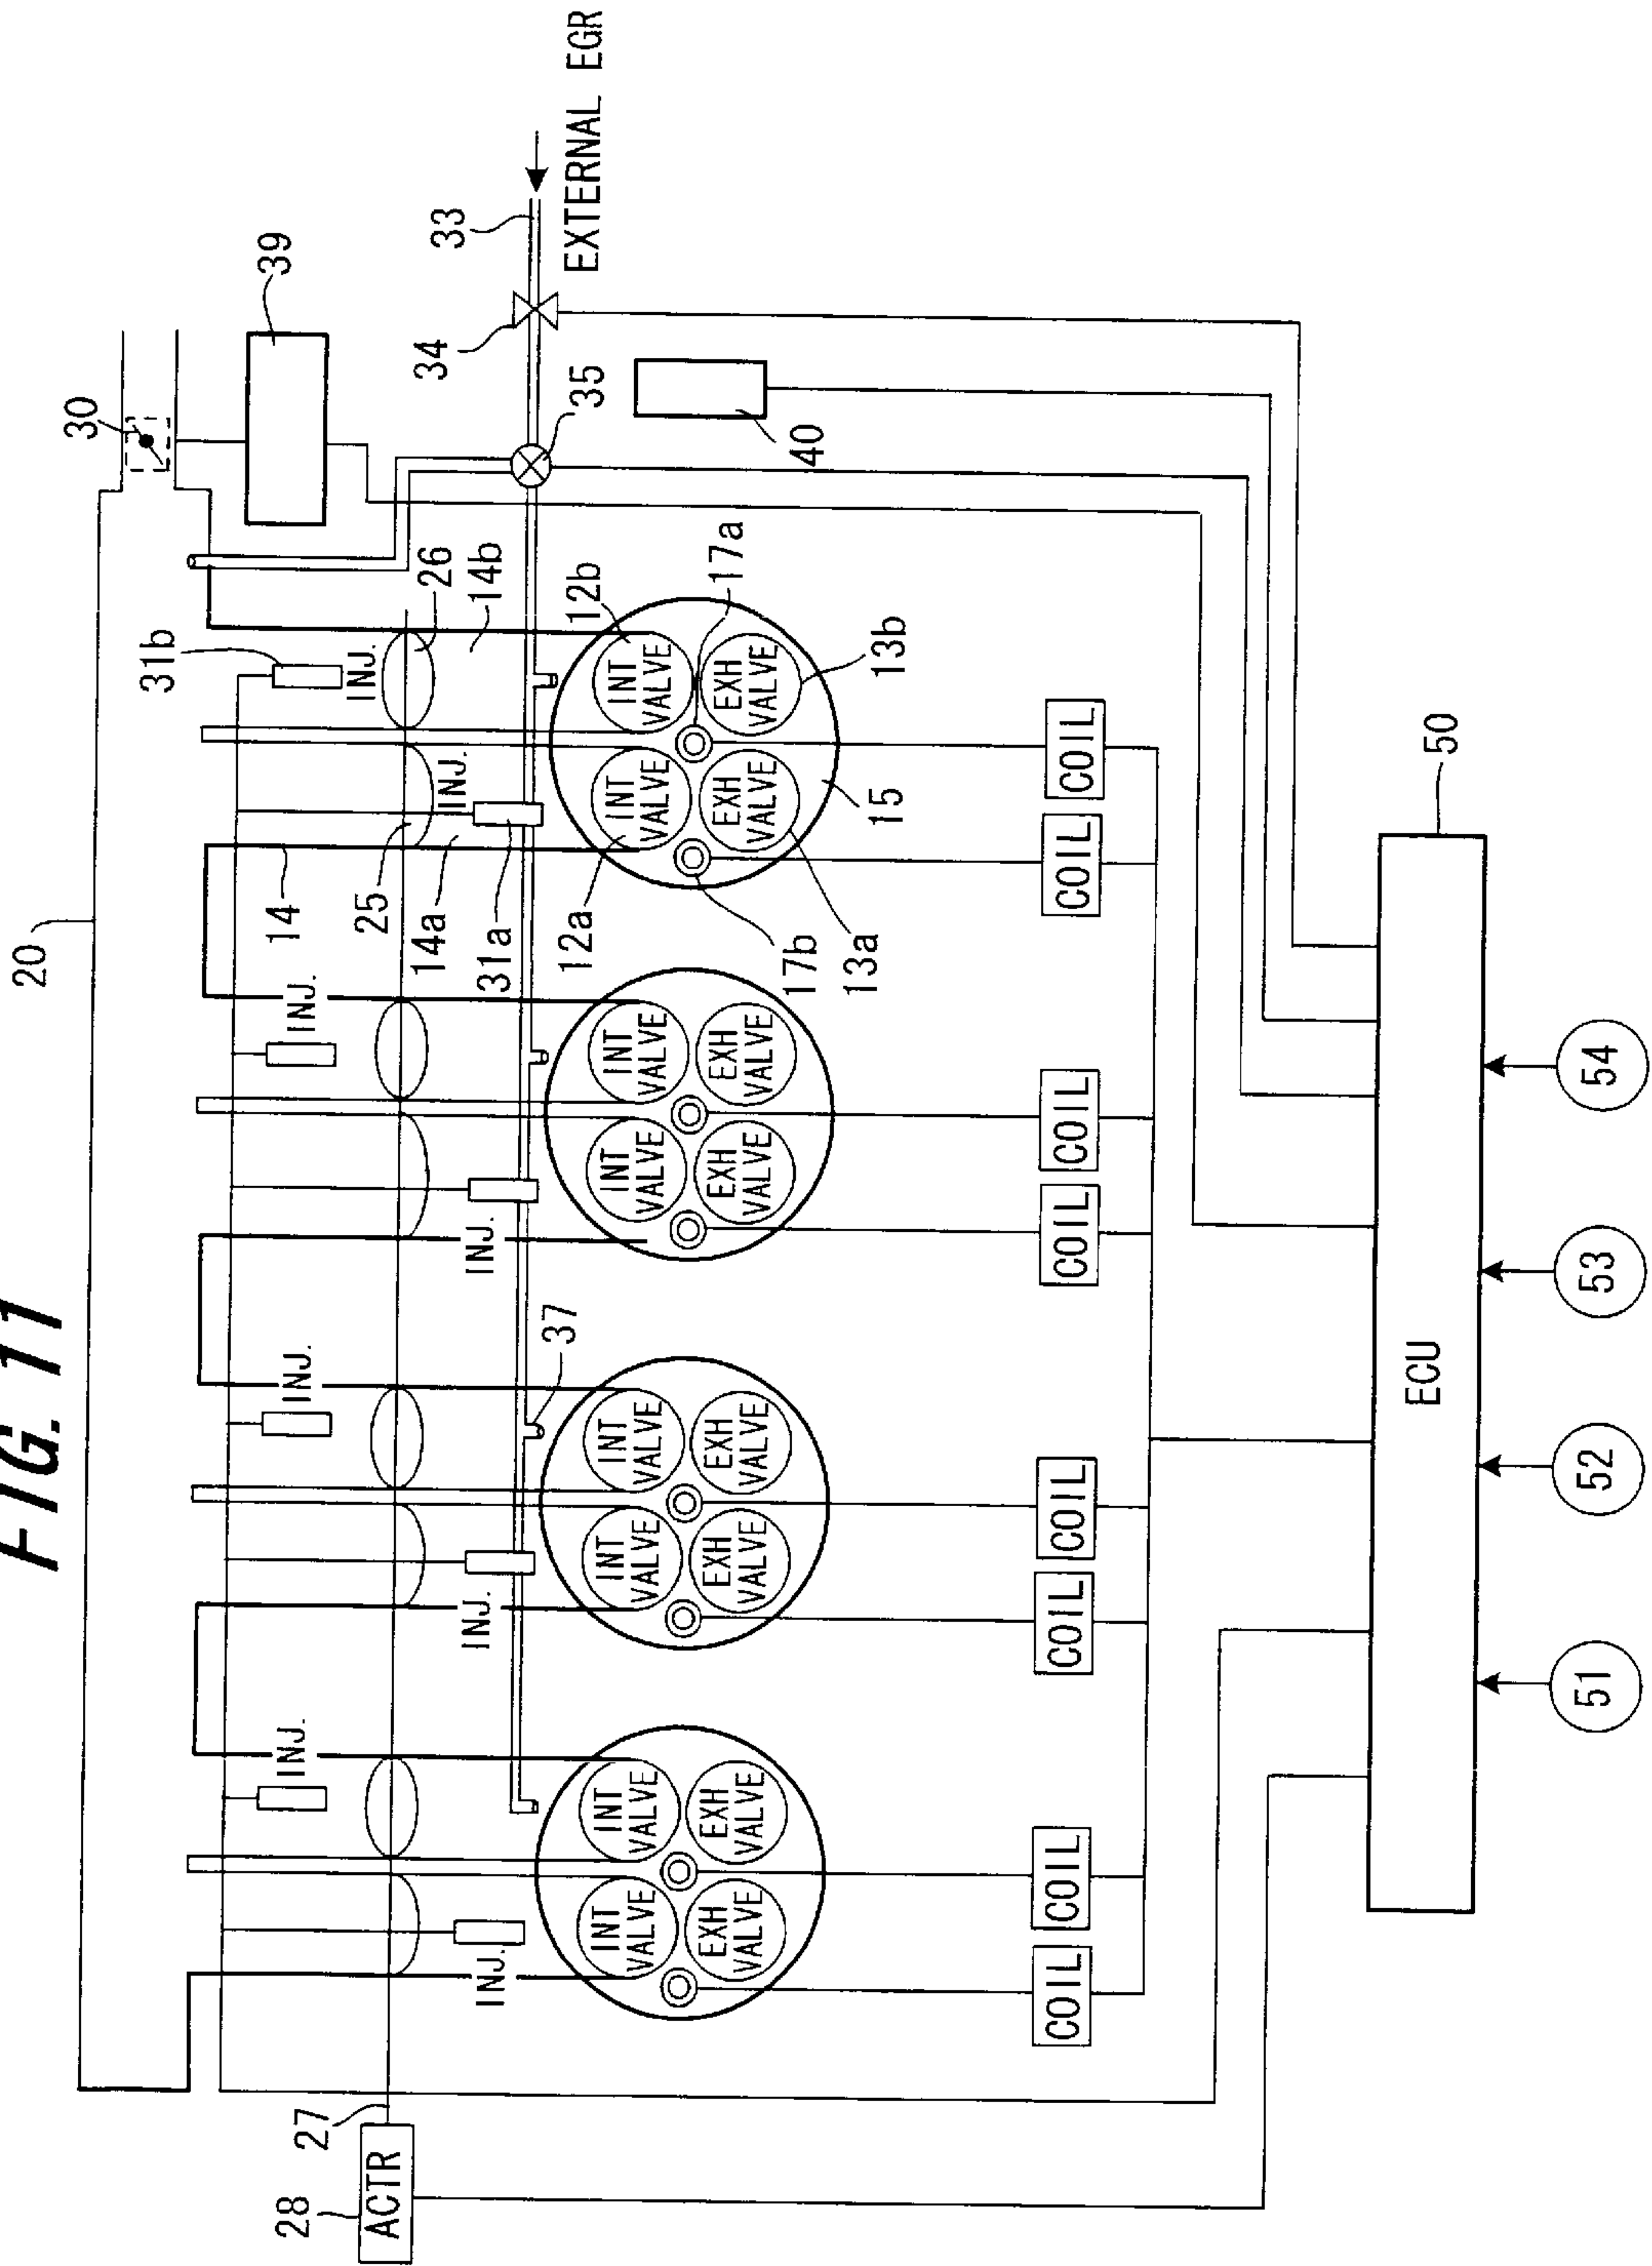 FIG. 11
20
30
39
31b
INJ.
26
14b
14
25
14a
INJ.
31a
33
EXTERNAL EGR
34
35
40
INJ.
INJ.
INJ.
INJ.
INJ.
INJ.
37
27
28
ACTR
12a
12b
17a
INT VALVE
INT VALVE
EXH VALVE
EXH VALVE
13b
15
17b
13a
INT VALVE
INT VALVE
EXH VALVE
EXH VALVE
INT VALVE
INT VALVE
EXH VALVE
EXH VALVE
INT VALVE
INT VALVE
EXH VALVE
EXH VALVE
COIL
COIL
COIL
COIL
COIL
COIL
COIL
COIL
50
ECU
51
52
53
54